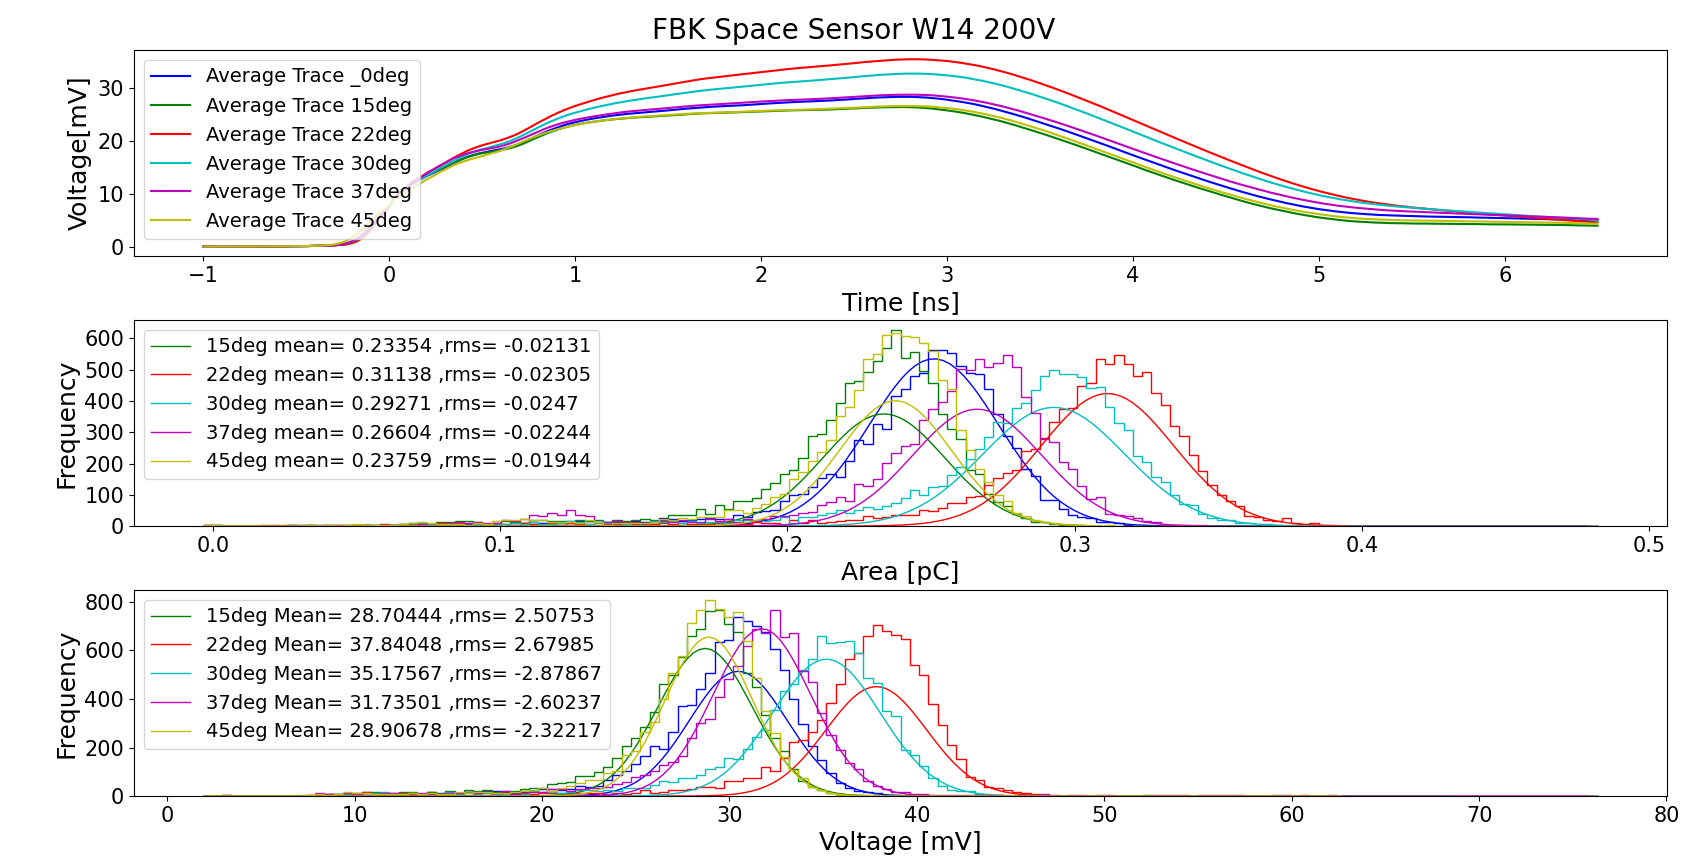 FBK Space Sensor W14 200V
Voltage[mV]
30
20
10
0
Average Trace _0deg
Average Trace 15deg
Average Trace 22deg
Average Trace 30deg
Average Trace 37deg
Average Trace 45deg
−1 0 1 2 3 4 5 6
Time [ns]
Frequency
600
500
400
300
200
100
0
15deg mean= 0.23354 ,rms= -0.02131
22deg mean= 0.31138 ,rms= -0.02305
30deg mean= 0.29271 ,rms= -0.0247
37deg mean= 0.26604 ,rms= -0.02244
45deg mean= 0.23759 ,rms= -0.01944
0.0 0.1 0.2 0.3 0.4 0.5
Area [pC]
Frequency
800
600
400
200
0
15deg Mean= 28.70444 ,rms= 2.50753
22deg Mean= 37.84048 ,rms= 2.67985
30deg Mean= 35.17567 ,rms= -2.87867
37deg Mean= 31.73501 ,rms= -2.60237
45deg Mean= 28.90678 ,rms= -2.32217
0 10 20 30 40 50 60 70 80
Voltage [mV]